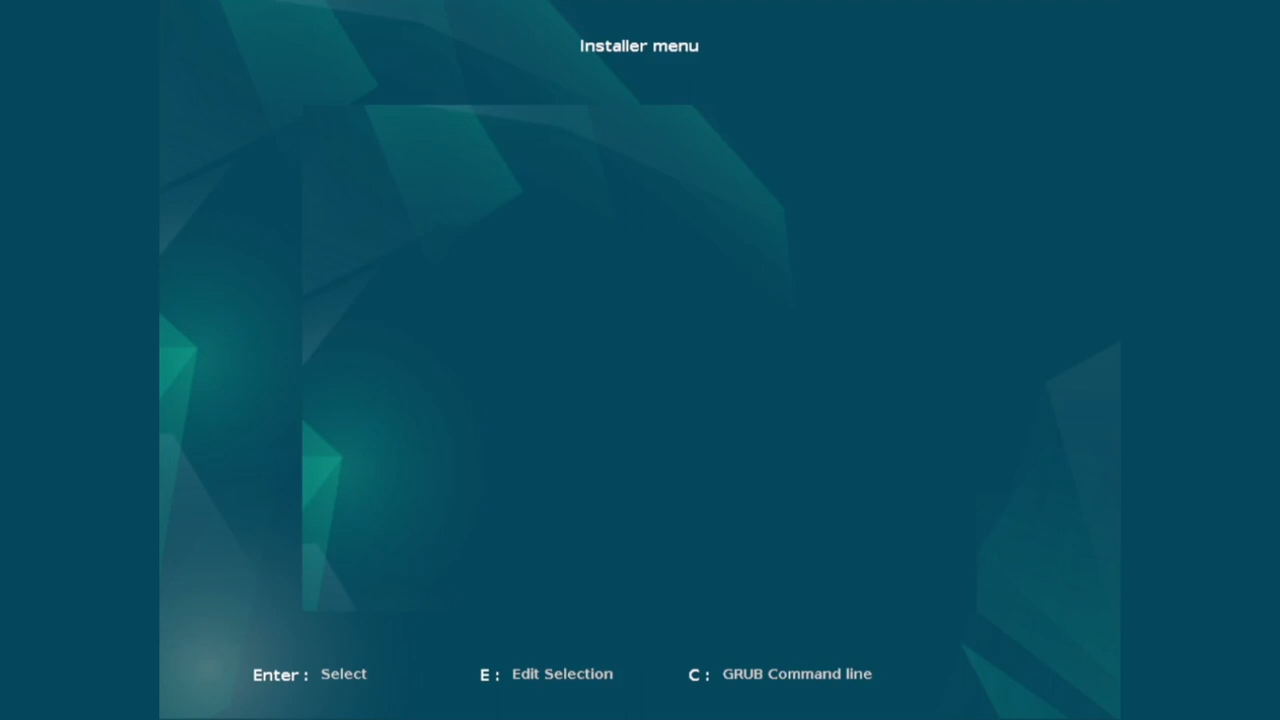 Installer menu
Enter : Select E : Edit Selection C : GRUB Command line